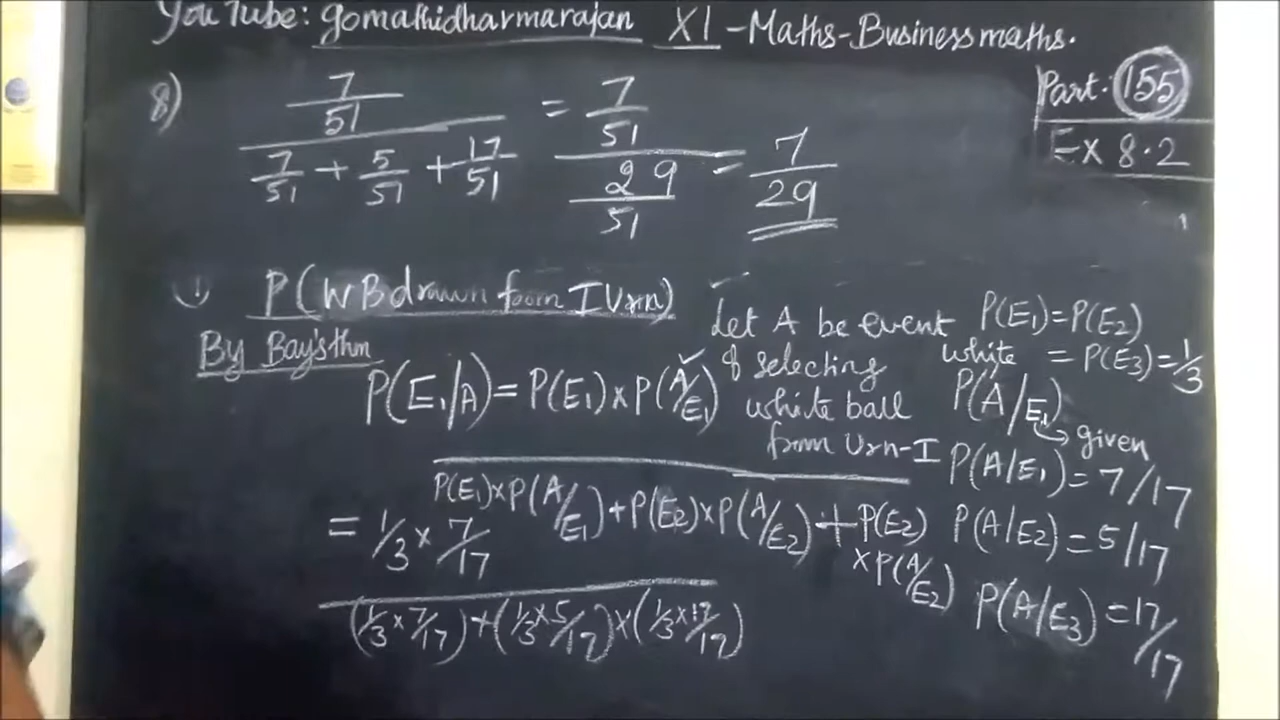 YouTube: gomathidharmarajan XI -Maths-Business maths.
Part: 155
Ex 8.2
8) 7/51 / (7/51 + 5/51 + 17/51) = 7/51 / 29/51 = 7/29
1) P(WB drawn from I Urn)
By Bay's thm
P(E1/A) = P(E1) x P(A/E1)
P(E1) x P(A/E1) + P(E2) x P(A/E2) + P(E2) x P(A/E2)
= 1/3 x 7/17
(1/3 x 7/17) + (1/3 x 5/17) x (1/3 x 17/17)
Let A be event
of selecting white
white ball
from Urn-I
P(E1) = P(E2)
= P(E3) = 1/3
P(A/E1)
given
P(A/E1) = 7/17
P(A/E2) = 5/17
P(A/E3) = 17/17